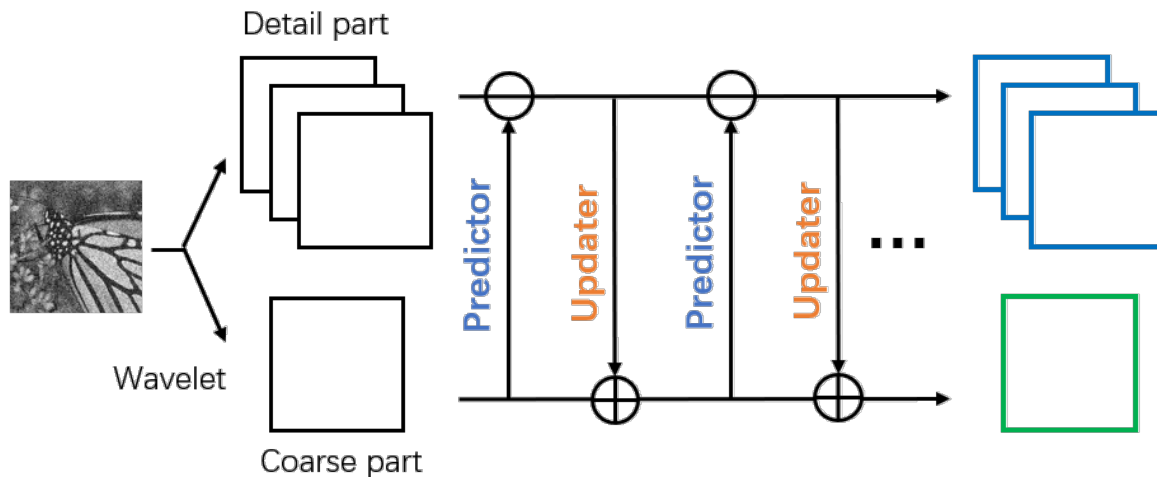 Detail part
Predictor
Updater
Predictor
Updater
...
Wavelet
Coarse part